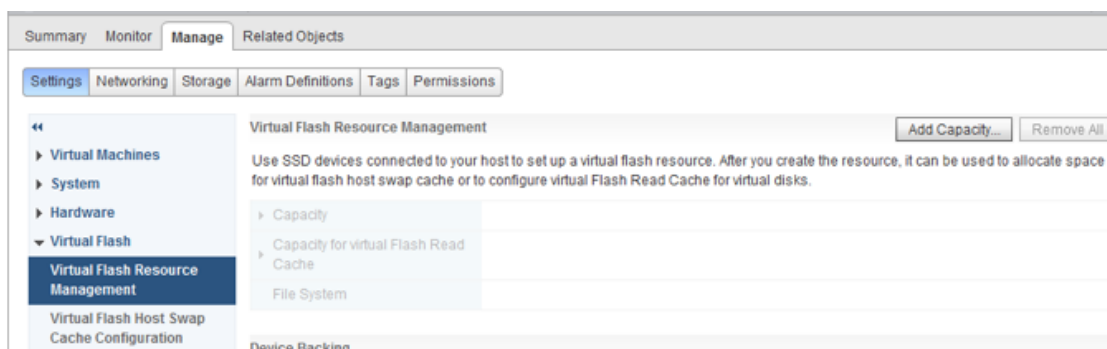 Summary Monitor Manage Related Objects
Settings Networking Storage Alarm Definitions Tags Permissions
Virtual Machines
System
Hardware
Virtual Flash
Virtual Flash Resource
Management
Virtual Flash Host Swap
Cache Configuration
Virtual Flash Resource Management
Add Capacity... Remove All
Use SSD devices connected to your host to set up a virtual flash resource. After you create the resource, it can be used to allocate space
for virtual flash host swap cache or to configure virtual Flash Read Cache for virtual disks.
Capacity
Capacity for virtual Flash Read
Cache
File System
Device Backing